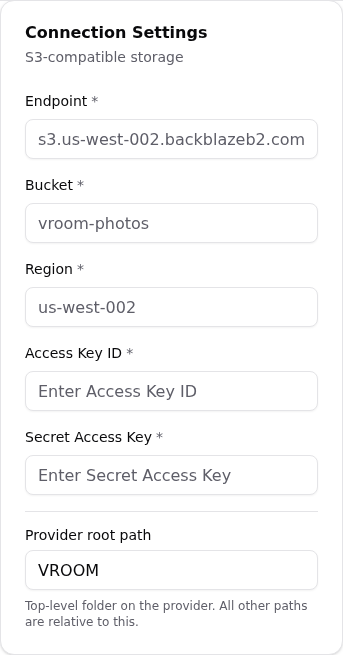 Connection Settings
S3-compatible storage
Endpoint *
s3.us-west-002.backblazeb2.com
Bucket *
vroom-photos
Region *
us-west-002
Access Key ID *
Enter Access Key ID
Secret Access Key *
Enter Secret Access Key
Provider root path
VROOM
Top-level folder on the provider. All other paths
are relative to this.